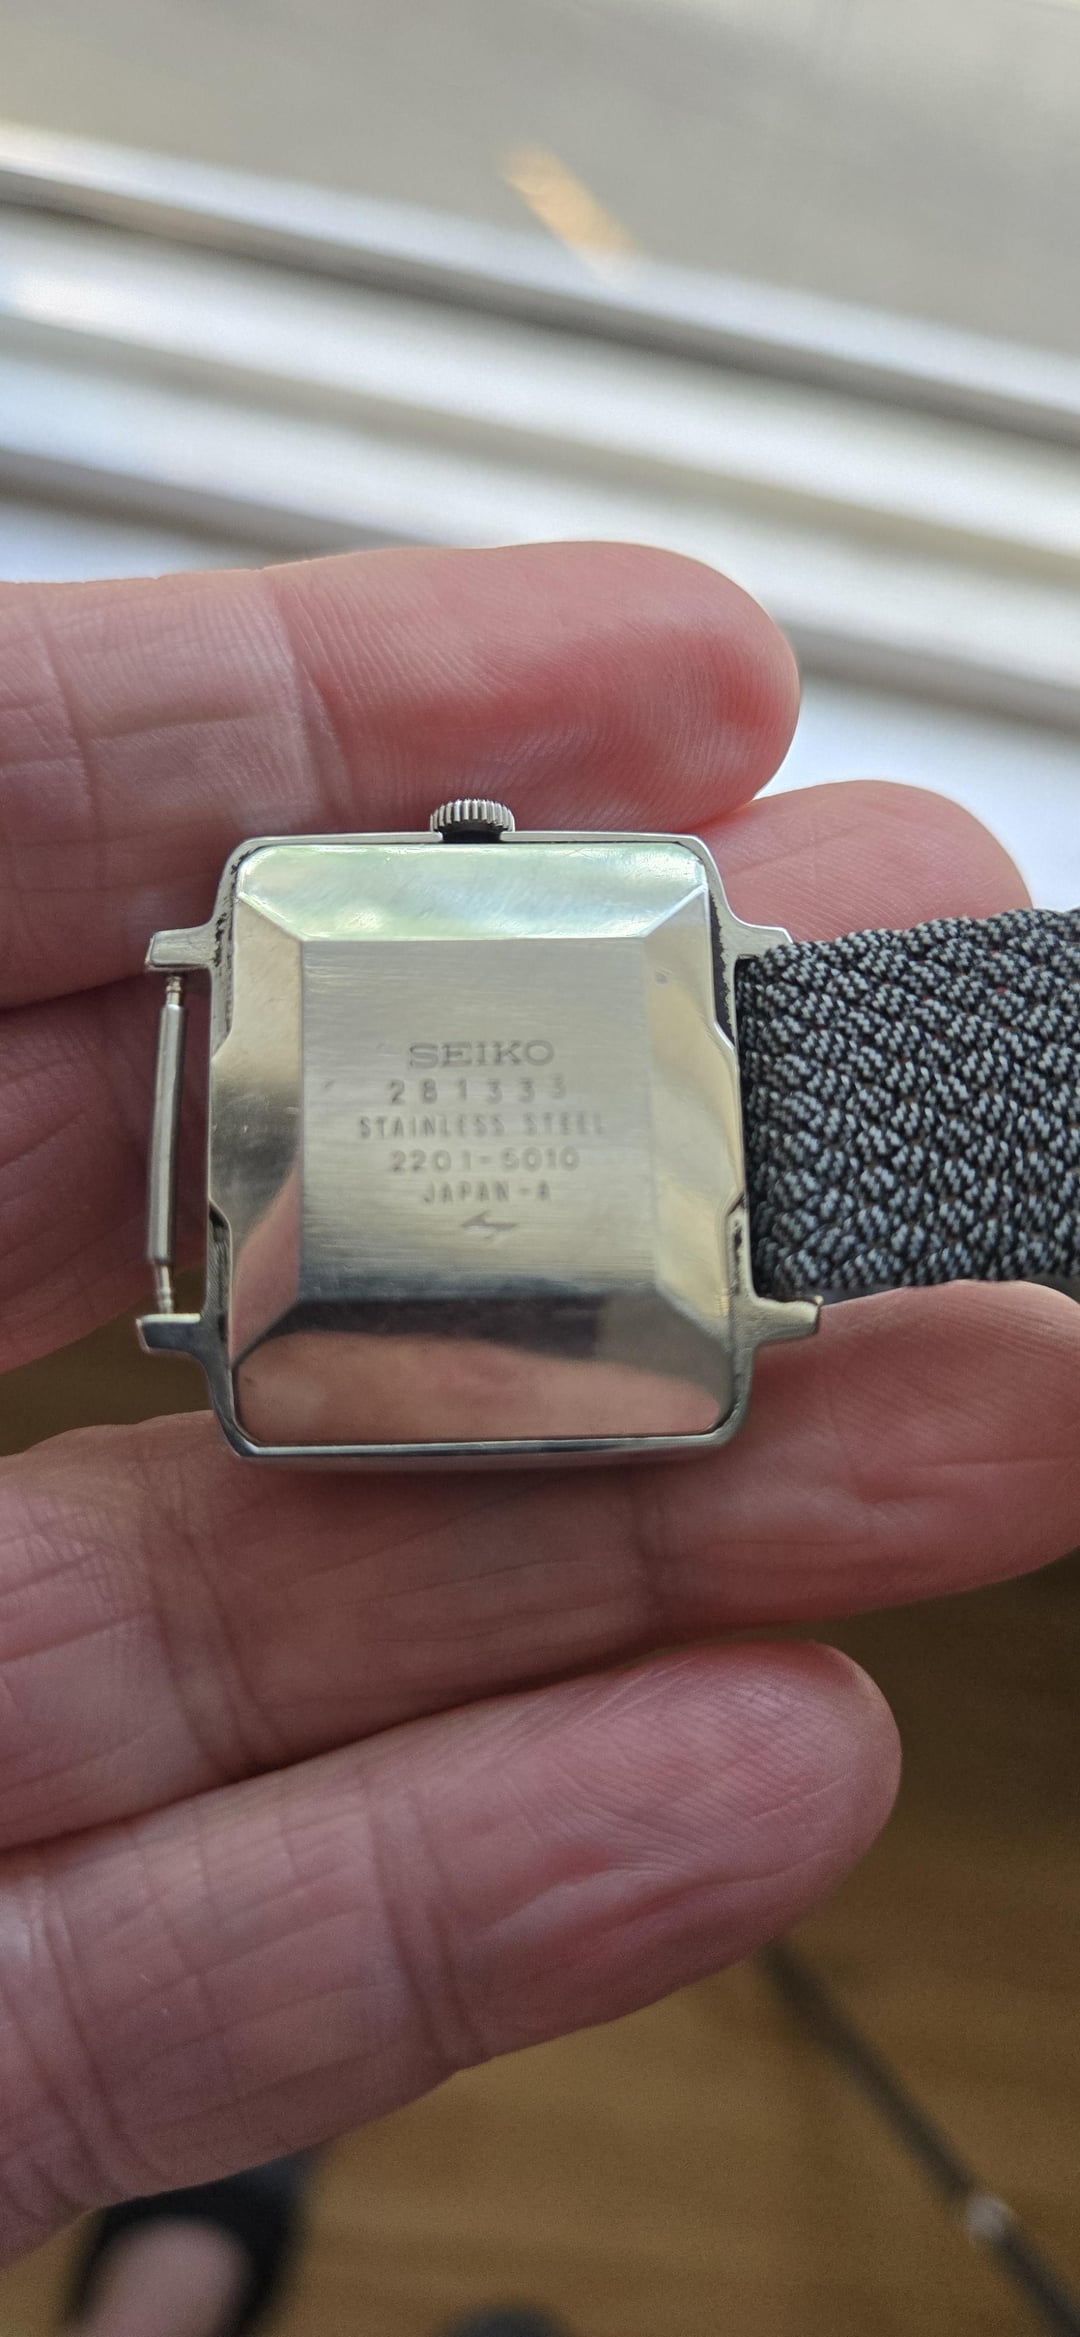 SEIKO
281333
STAINLESS STEEL
2201-5010
JAPAN-A